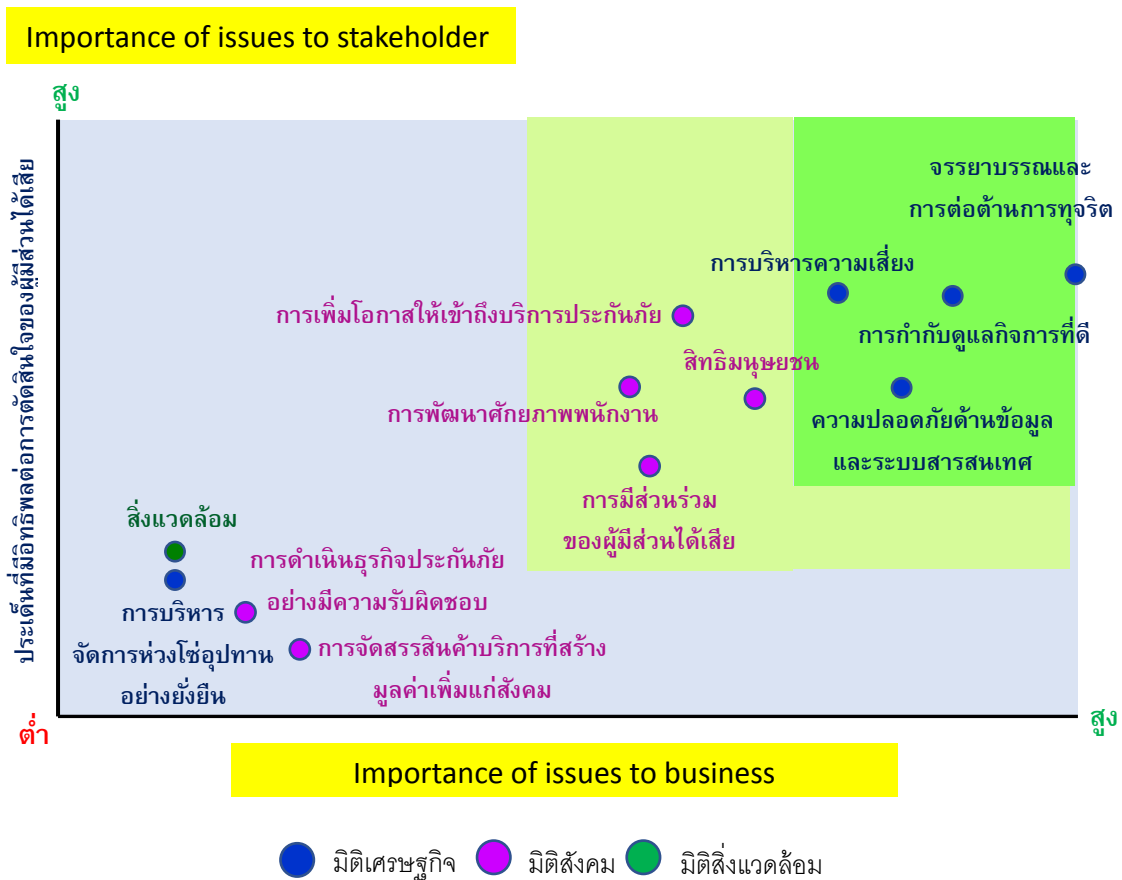 Importance of issues to stakeholder
สูง
ประเด็นที่มีอิทธิพลต่อการตัดสินใจของผู้มีส่วนได้เสีย
จรรยาบรรณและ
การต่อต้านการทุจริต
การบริหารความเสี่ยง
การเพิ่มโอกาสให้เข้าถึงบริการประกันภัย
การกำกับดูแลกิจการที่ดี
สิทธิมนุษยชน
การพัฒนาศักยภาพพนักงาน
ความปลอดภัยด้านข้อมูล
และระบบสารสนเทศ
การมีส่วนร่วม
ของผู้มีส่วนได้เสีย
สิ่งแวดล้อม
การดำเนินธุรกิจประกันภัย
อย่างมีความรับผิดชอบ
การบริหาร
จัดการห่วงโซ่อุปทาน
อย่างยั่งยืน
การจัดสรรสินค้าบริการที่สร้าง
มูลค่าเพิ่มแก่สังคม
ต่ำ
สูง
Importance of issues to business
มิติเศรษฐกิจ
มิติสังคม
มิติสิ่งแวดล้อม